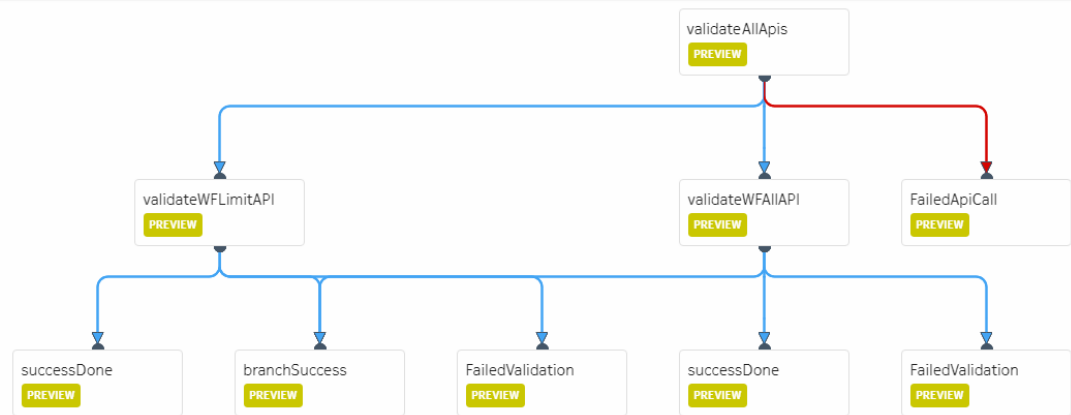 validateAllApis
PREVIEW
validateWFLimitAPI
PREVIEW
validateWFAllAPI
PREVIEW
FailedApiCall
PREVIEW
successDone
PREVIEW
branchSuccess
PREVIEW
FailedValidation
PREVIEW
successDone
PREVIEW
FailedValidation
PREVIEW